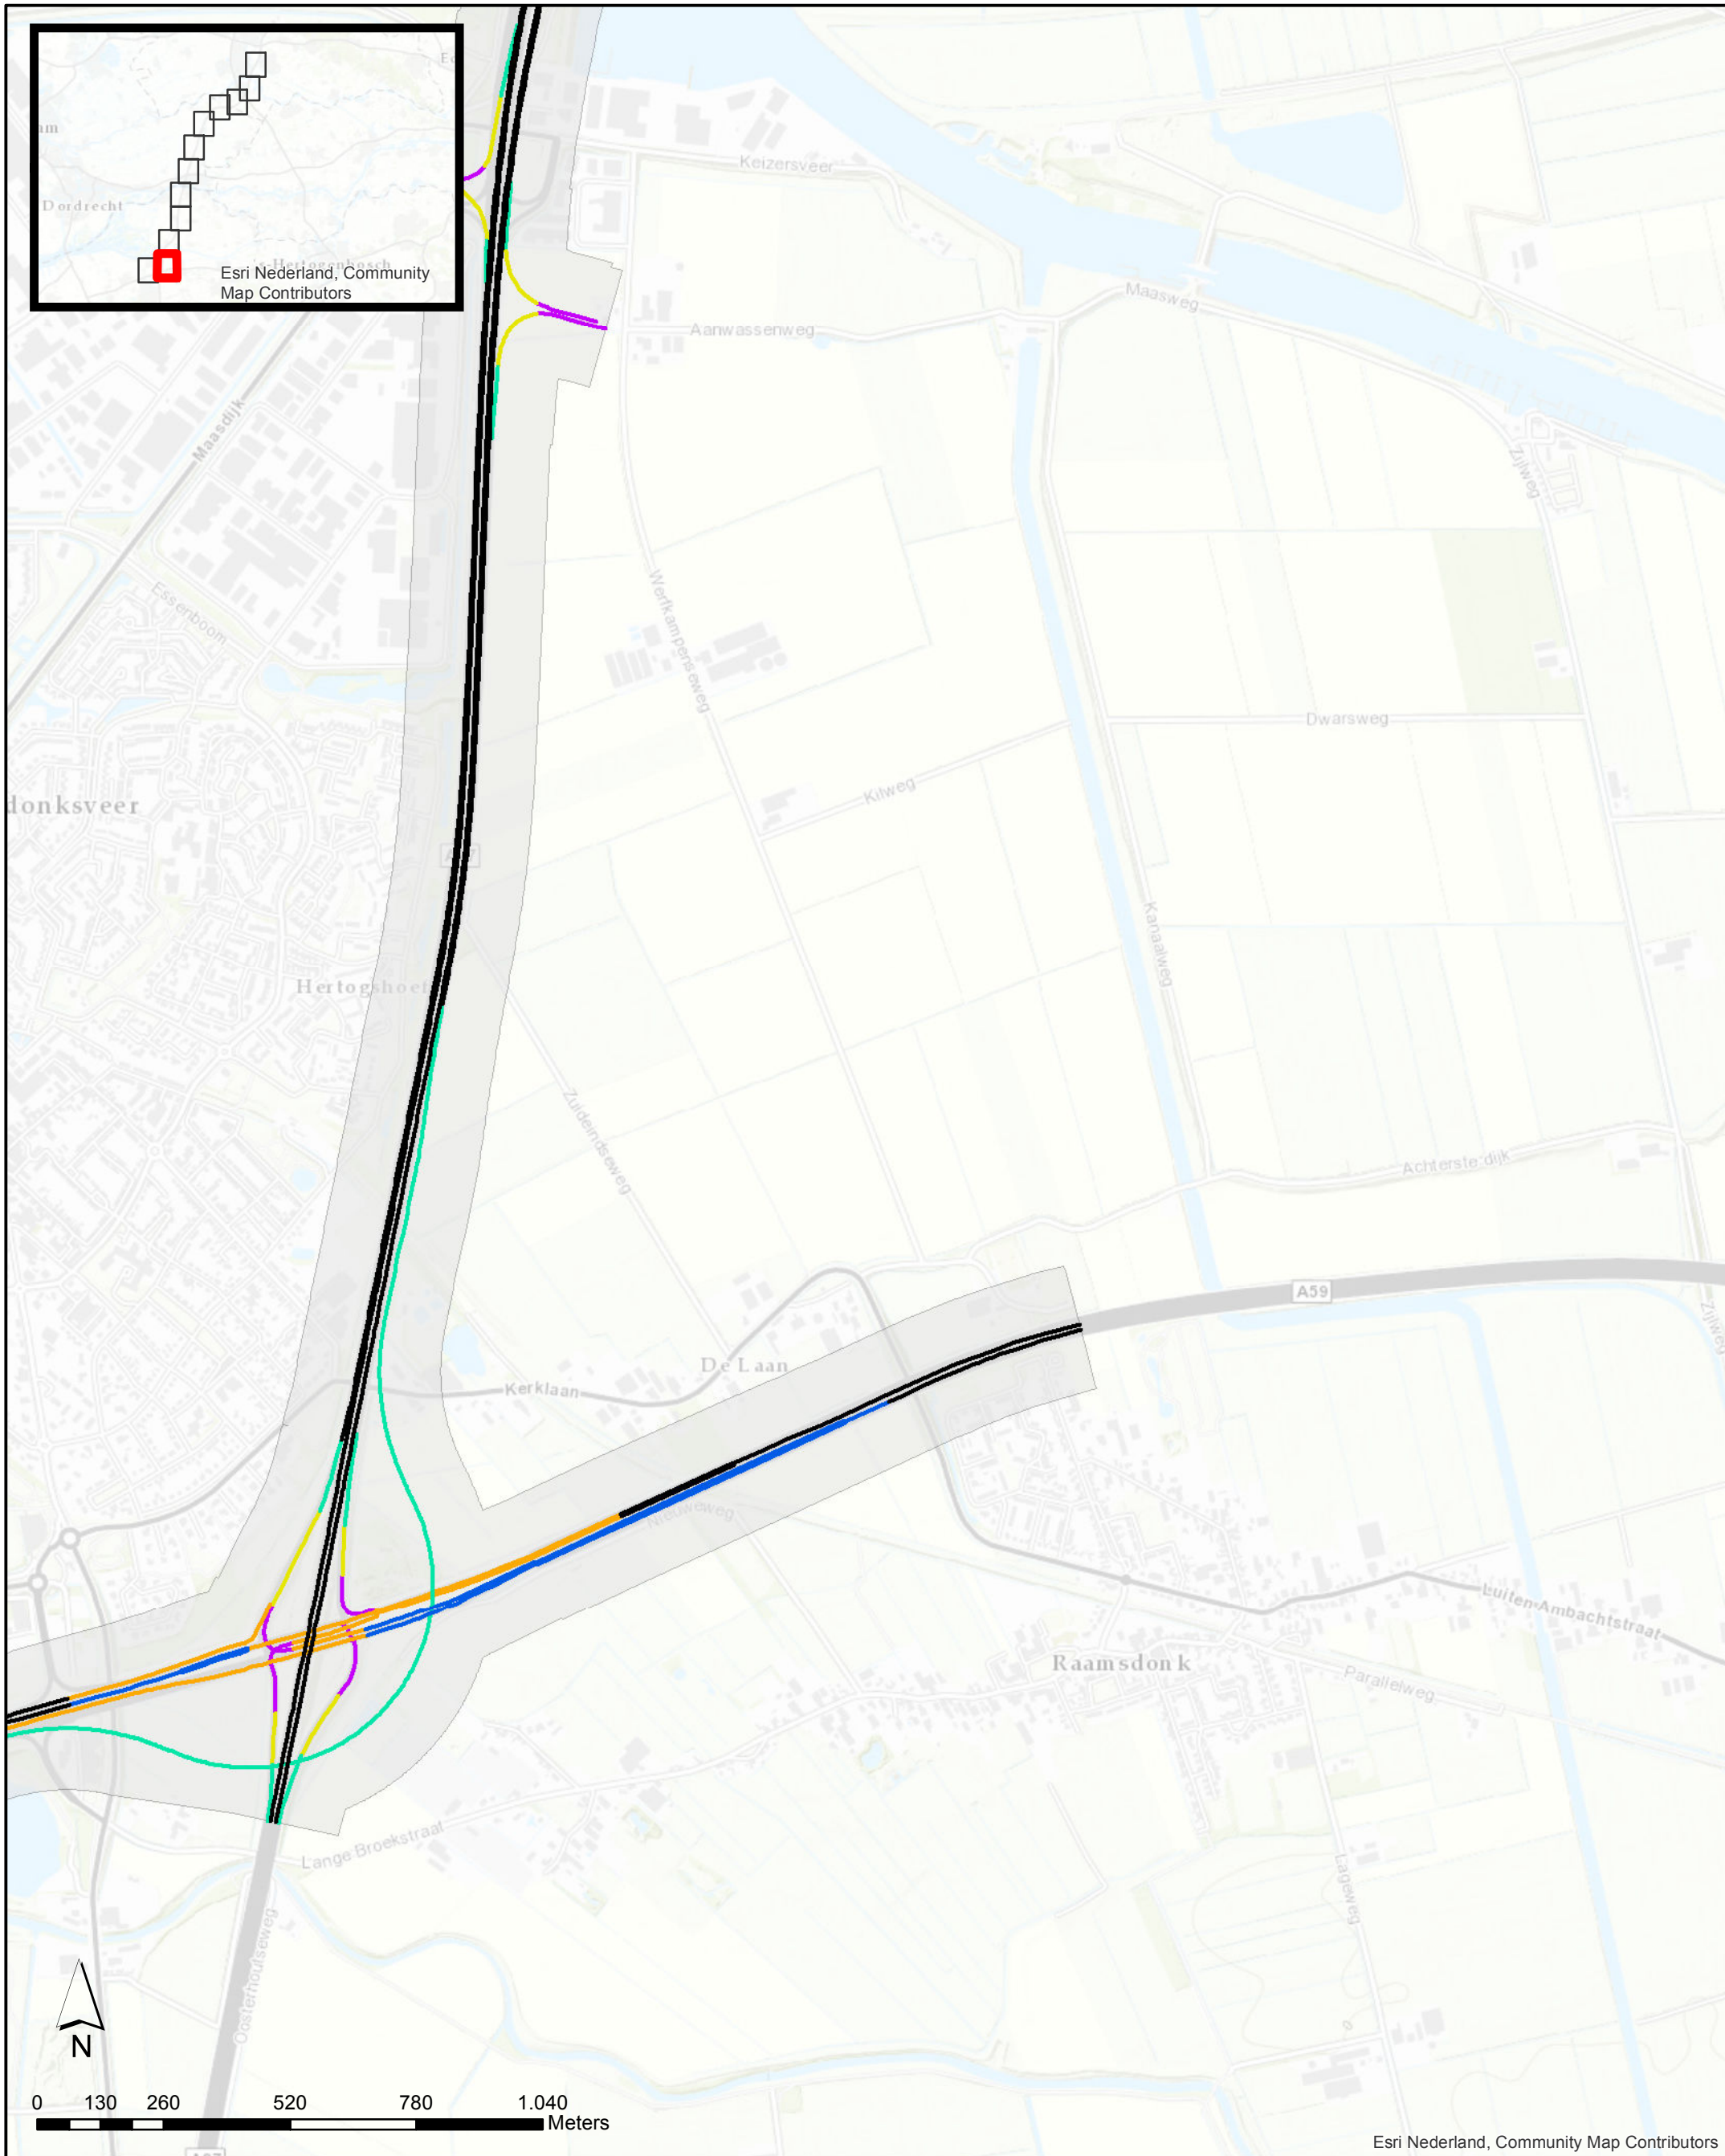 Dordrecht
's-Hertogenbosch
Esri Nederland, Community
Map Contributors
Keizersveer
Maasweg
Aanwassenweg
Maasdijk
Zijlweg
Essenboom
Werfkampenseweg
Dwarsweg
Kilweg
donksveer
Kanaalweg
Hertogshoef
Zuideindseweg
Achterste dijk
A59
Zijlweg
De Laan
Kerklaan
Nieuweweg
Luiten-Ambachtstraat
Raamsdonk
Parallelweg
Lange Broekstraat
Lageweg
Oosterhoutseweg
N
0 130 260 520 780 1.040
Meters
Esri Nederland, Community Map Contributors